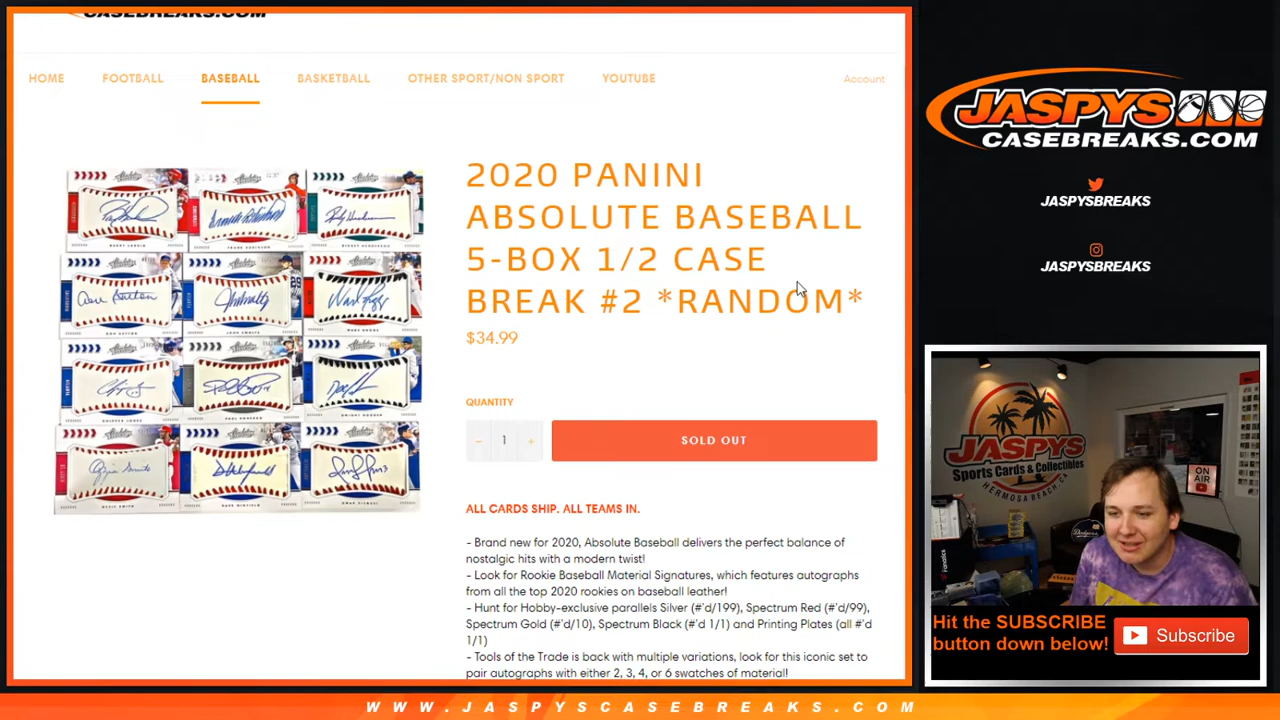 CASEBREAKS.COM
HOME FOOTBALL BASEBALL BASKETBALL OTHER SPORT/NON SPORT YOUTUBE Account
2020 PANINI
ABSOLUTE BASEBALL
5-BOX 1/2 CASE
BREAK #2 *RANDOM*
$34.99
QUANTITY
- 1 +
SOLD OUT
ALL CARDS SHIP. ALL TEAMS IN.
- Brand new for 2020, Absolute Baseball delivers the perfect balance of
nostalgic hits with a modern twist!
- Look for Rookie Baseball Material Signatures, which features autographs
from all the top 2020 rookies on baseball leather!
- Hunt for Hobby-exclusive parallels Silver (#'d/199), Spectrum Red (#'d/99),
Spectrum Gold (#'d/10), Spectrum Black (#'d 1/1) and Printing Plates (all #'d
1/1)
- Tools of the Trade is back with multiple variations, look for this iconic set to
pair autographs with either 2, 3, 4, or 6 swatches of material!
JASPYS
CASEBREAKS.COM
JASPYSBREAKS
JASPYSBREAKS
JASPYS
Sports Cards & Collectibles
HERMOSA BEACH, CA
ON
AIR
Dodgers
Fanatics
Hit the SUBSCRIBE
button down below!
Subscribe
WWW.JASPYSCASEBREAKS.COM